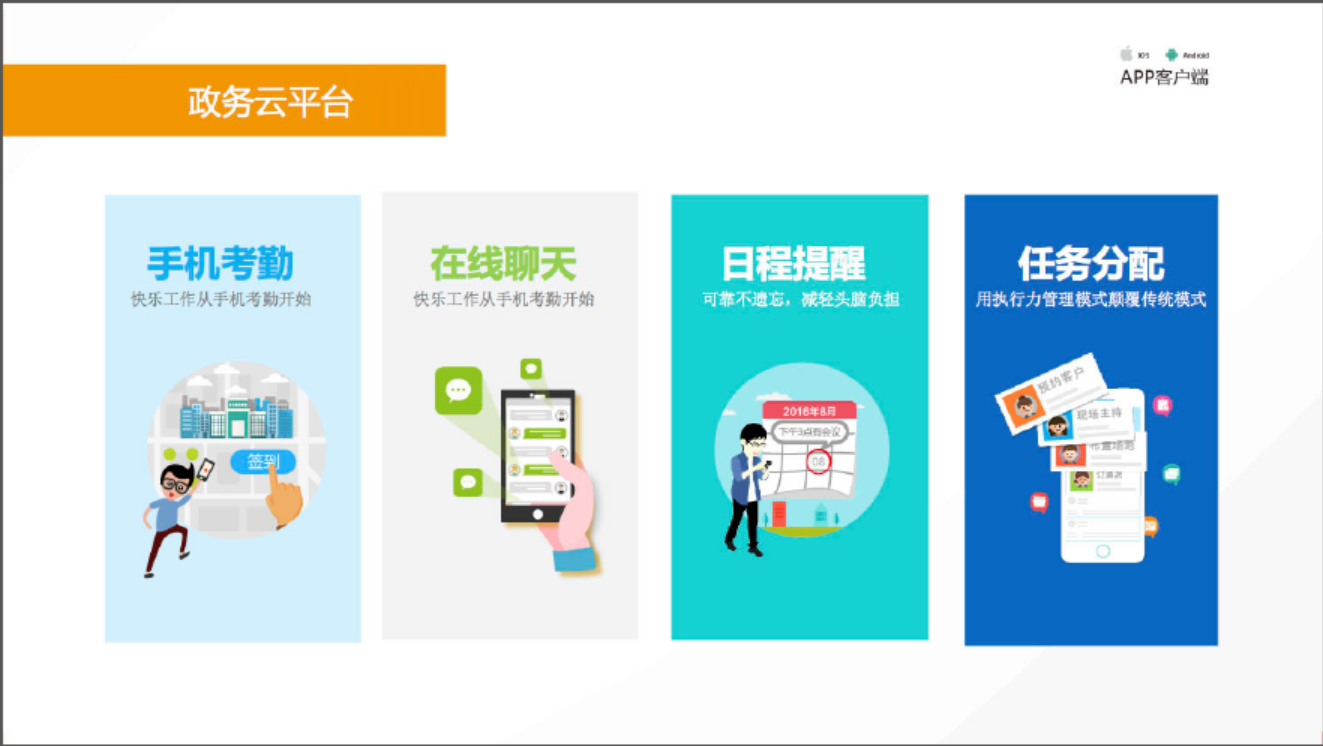 iOS Android
APP客户端
政务云平台
手机考勤
快乐工作从手机考勤开始
签到
在线聊天
快乐工作从手机考勤开始
日程提醒
可靠不遗忘，减轻头脑负担
2016年8月
下午3点有会议
08
任务分配
用执行力管理模式颠覆传统模式
预约客户
现场主持
布置场地